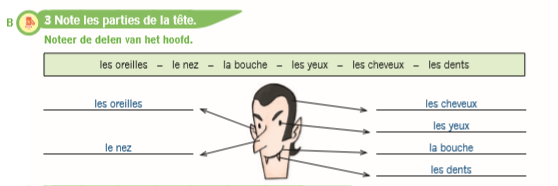 B
3 Note les parties de la tête.
Noteer de delen van het hoofd.
les oreilles – le nez – la bouche – les yeux – les cheveux – les dents
les oreilles
le nez
les cheveux
les yeux
la bouche
les dents